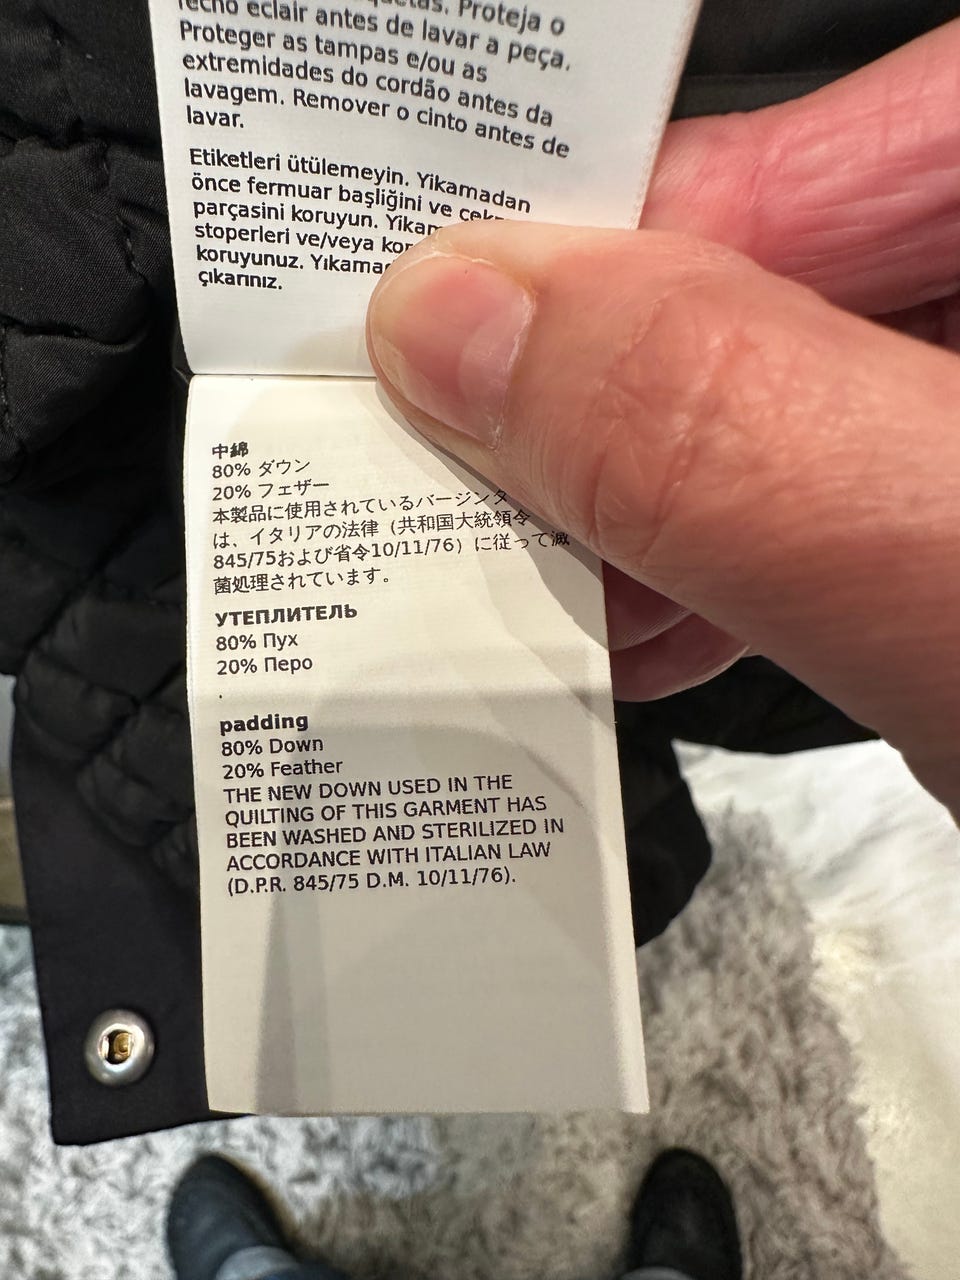 Proteja o
fecho eclair antes de lavar a peça.
Proteger as tampas e/ou as
extremidades do cordão antes da
lavagem. Remover o cinto antes de
lavar.
Etiketleri ütülemeyin. Yikamadan
önce fermuar başliğini ve
parçasini koruyun.
stoperleri ve/veya
koruyunuz.
çıkarınız.
中綿
80% ダウン
20% フェザー
本製品に使用されているバージンダ
は、イタリアの法律（共和国大統領令
845/75および省令10/11/76）に従って滅
菌処理されています。
УТЕПЛИТЕЛЬ
80% Пух
20% Перо
.
padding
80% Down
20% Feather
THE NEW DOWN USED IN THE
QUILTING OF THIS GARMENT HAS
BEEN WASHED AND STERILIZED IN
ACCORDANCE WITH ITALIAN LAW
(D.P.R. 845/75 D.M. 10/11/76).